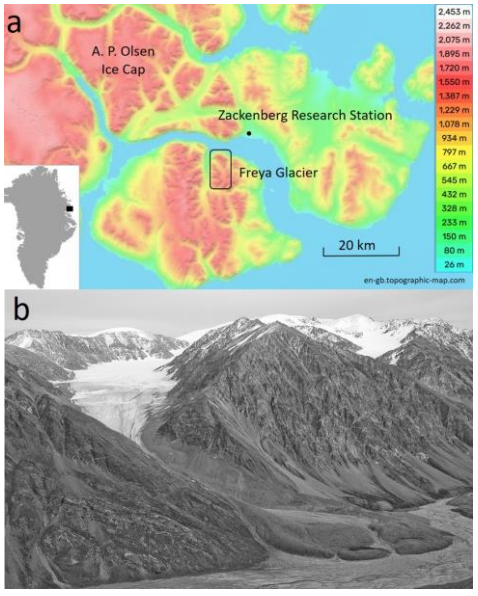 a
A. P. Olsen
Ice Cap
Zackenberg Research Station
Freya Glacier
20 km
en-gb.topographic-map.com
2,453 m
2,262 m
2,075 m
1,895 m
1,720 m
1,550 m
1,387 m
1,229 m
1,078 m
934 m
797 m
667 m
545 m
432 m
328 m
233 m
150 m
80 m
26 m
b